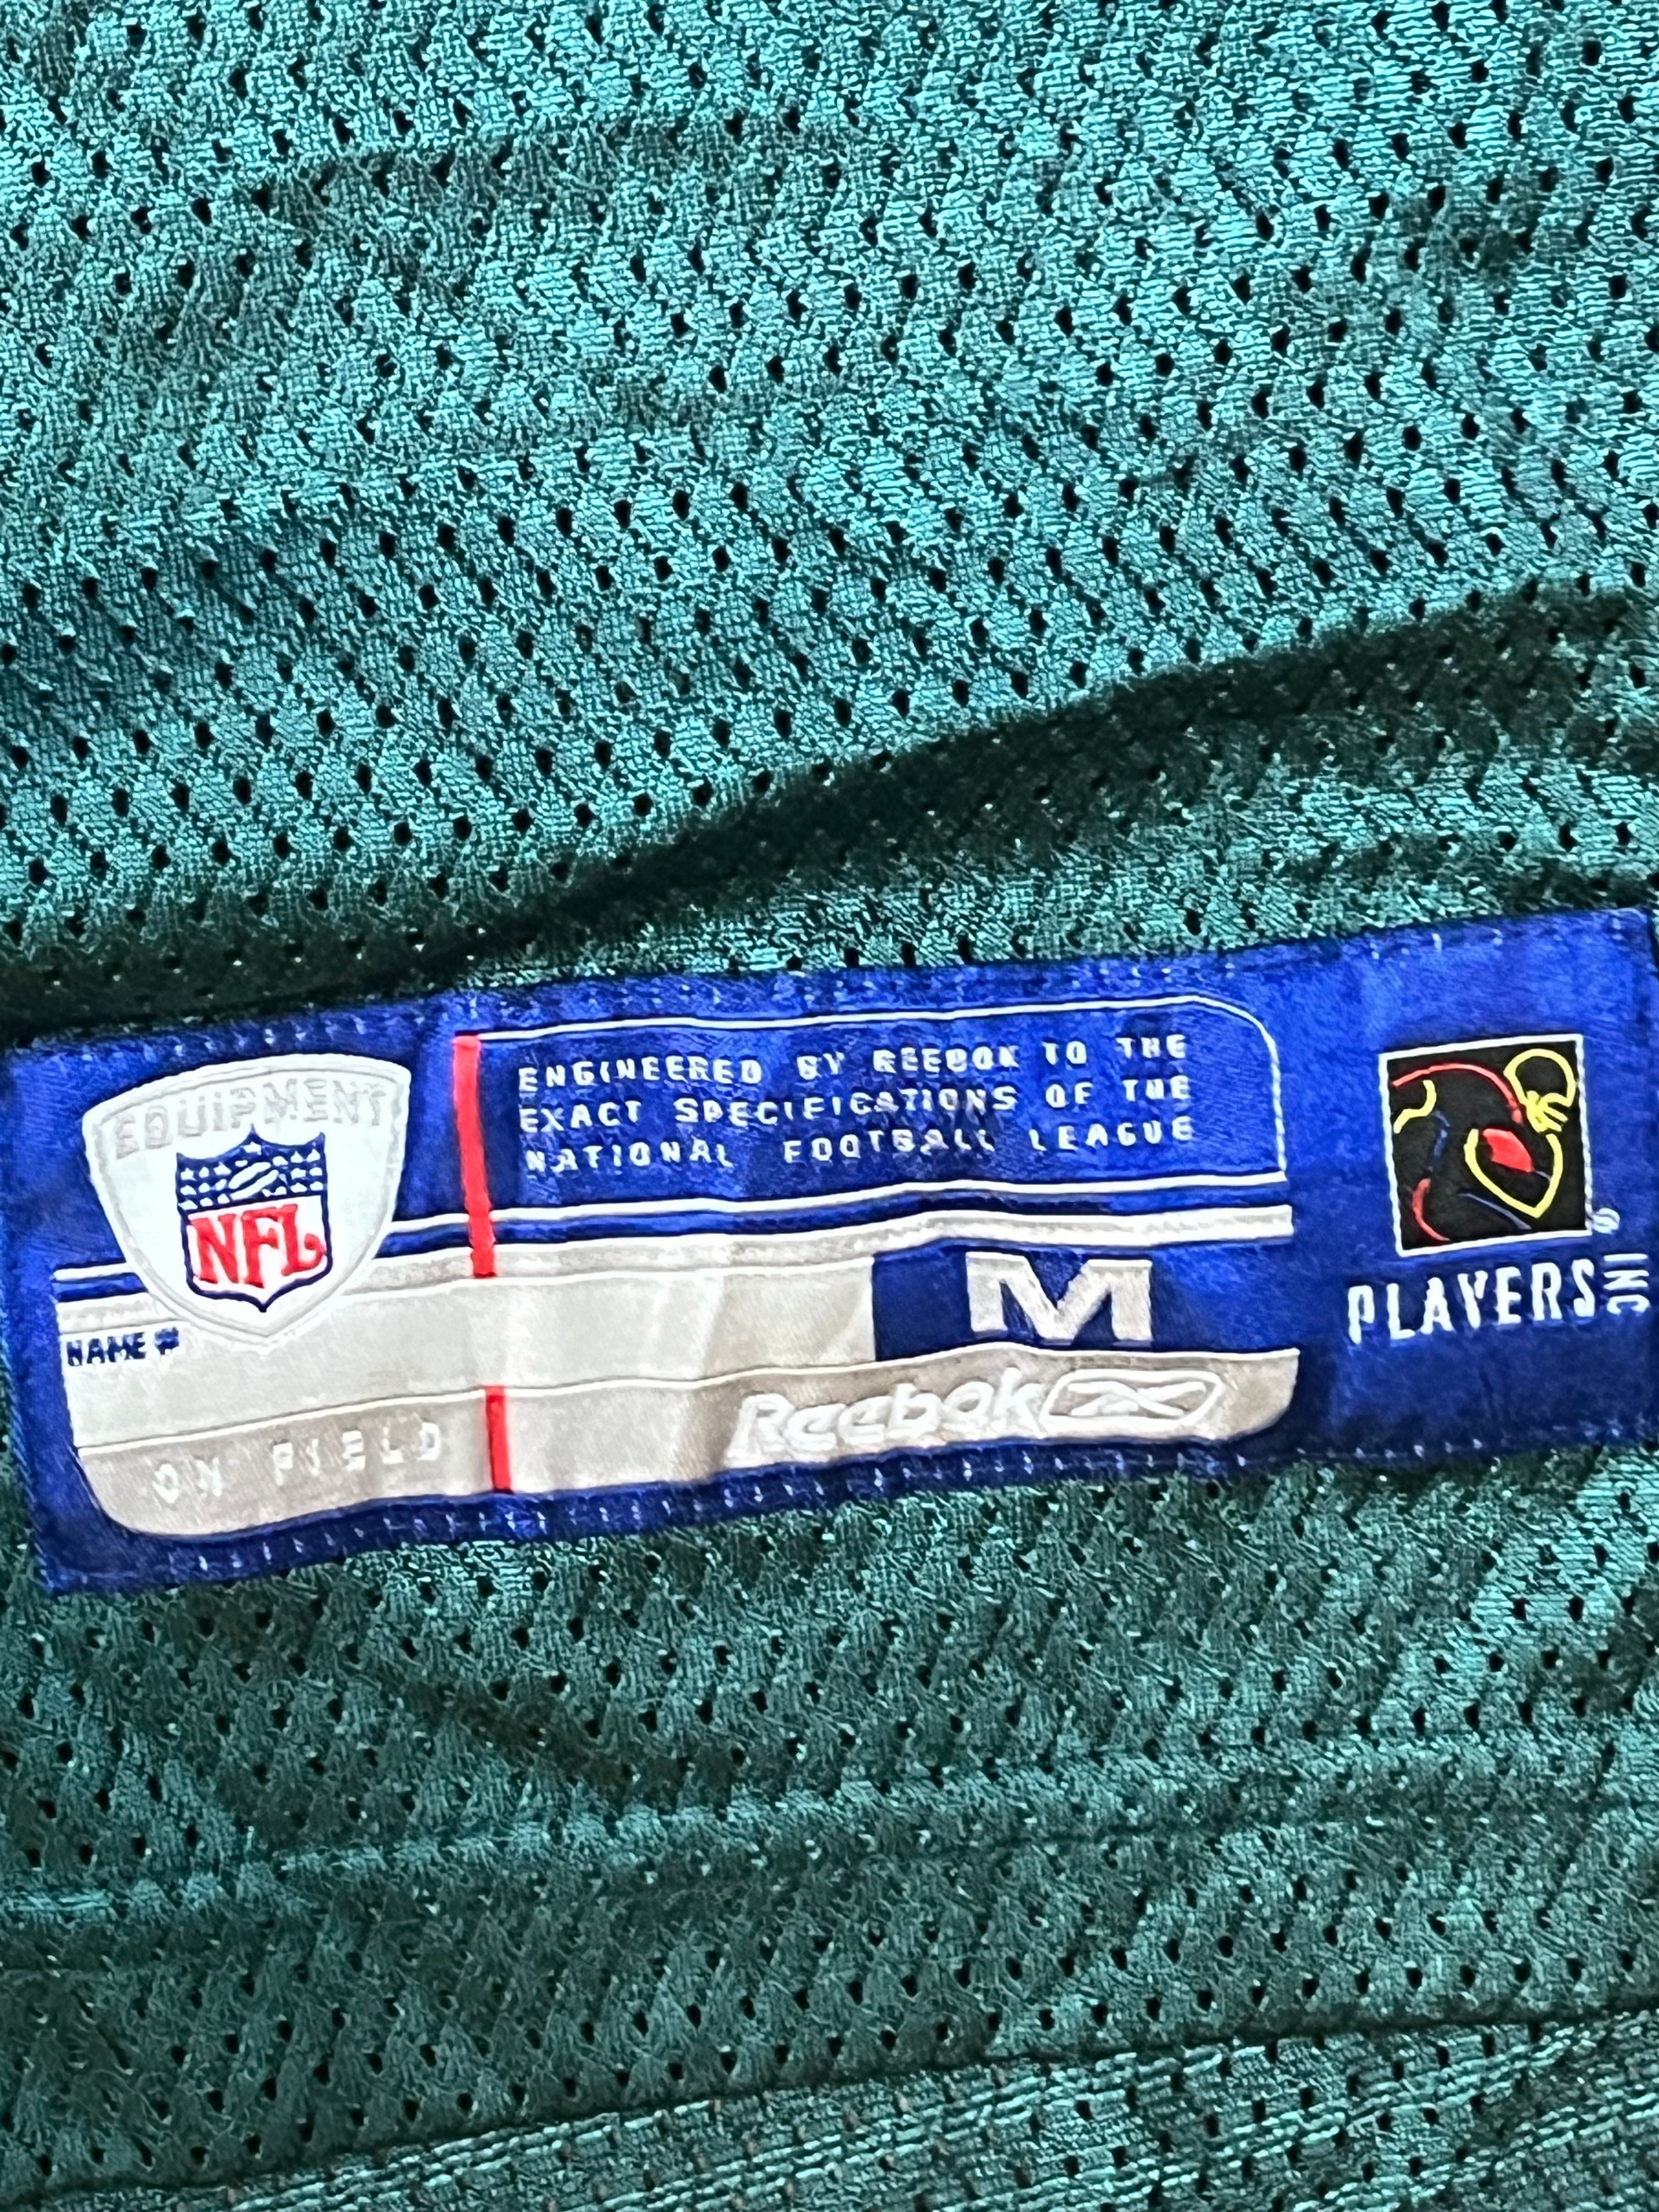 EQUIPMENT
NFL
ENGINEERED BY REEBOK TO THE
EXACT SPECIFICATIONS OF THE
NATIONAL FOOTBALL LEAGUE
NAME #
M
ON FIELD
Reebok
®
PLAYERS INC